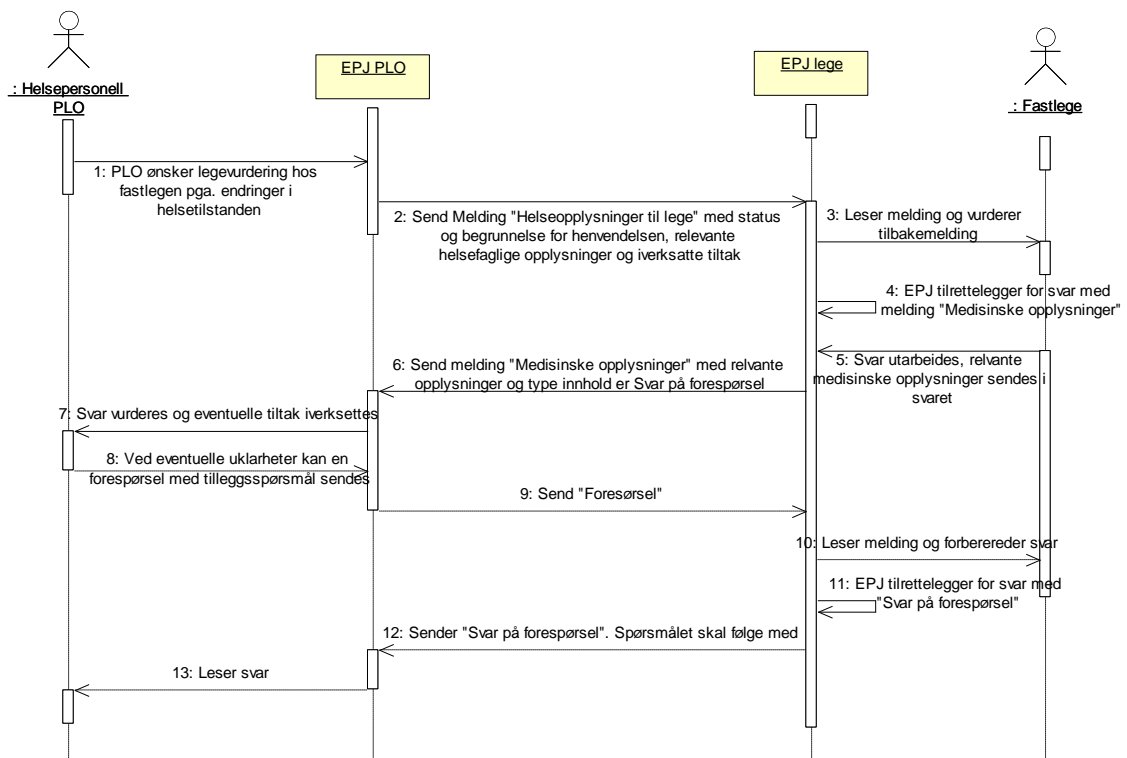 : Helsepersonell
PLO
EPJ PLO
EPJ lege
: Fastlege
1: PLO ønsker legevurdering hos
fastlegen pga. endringer i
helsetilstanden
2: Send Melding "Helseopplysninger til lege" med status
og begrunnelse for henvendelsen, relevante
helsefaglige opplysninger og iverksatte tiltak
3: Leser melding og vurderer
tilbakemelding
4: EPJ tilrettelegger for svar med
melding "Medisinske opplysninger"
5: Svar utarbeides, relvante
medisinske opplysninger sendes i
svaret
6: Send melding "Medisinske opplysninger" med relvante
opplysninger og type innhold er Svar på forespørsel
7: Svar vurderes og eventuelle tiltak iverksettes
8: Ved eventuelle uklarheter kan en
forespørsel med tilleggsspørsmål sendes
9: Send "Foresørsel"
10: Leser melding og forberereder svar
11: EPJ tilrettelegger for svar med
"Svar på forespørsel"
12: Sender "Svar på forespørsel". Spørsmålet skal følge med
13: Leser svar